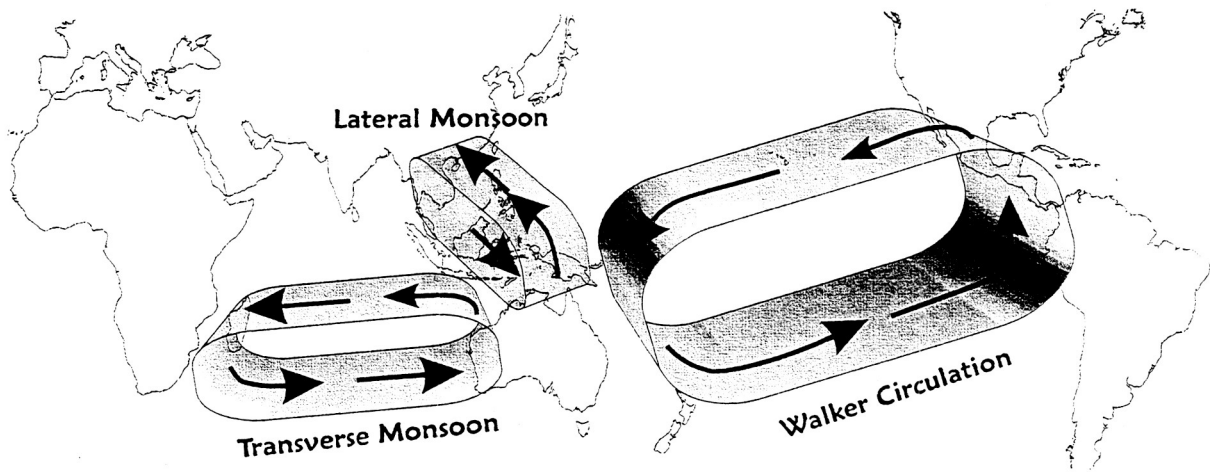 Lateral Monsoon
Transverse Monsoon
Walker Circulation